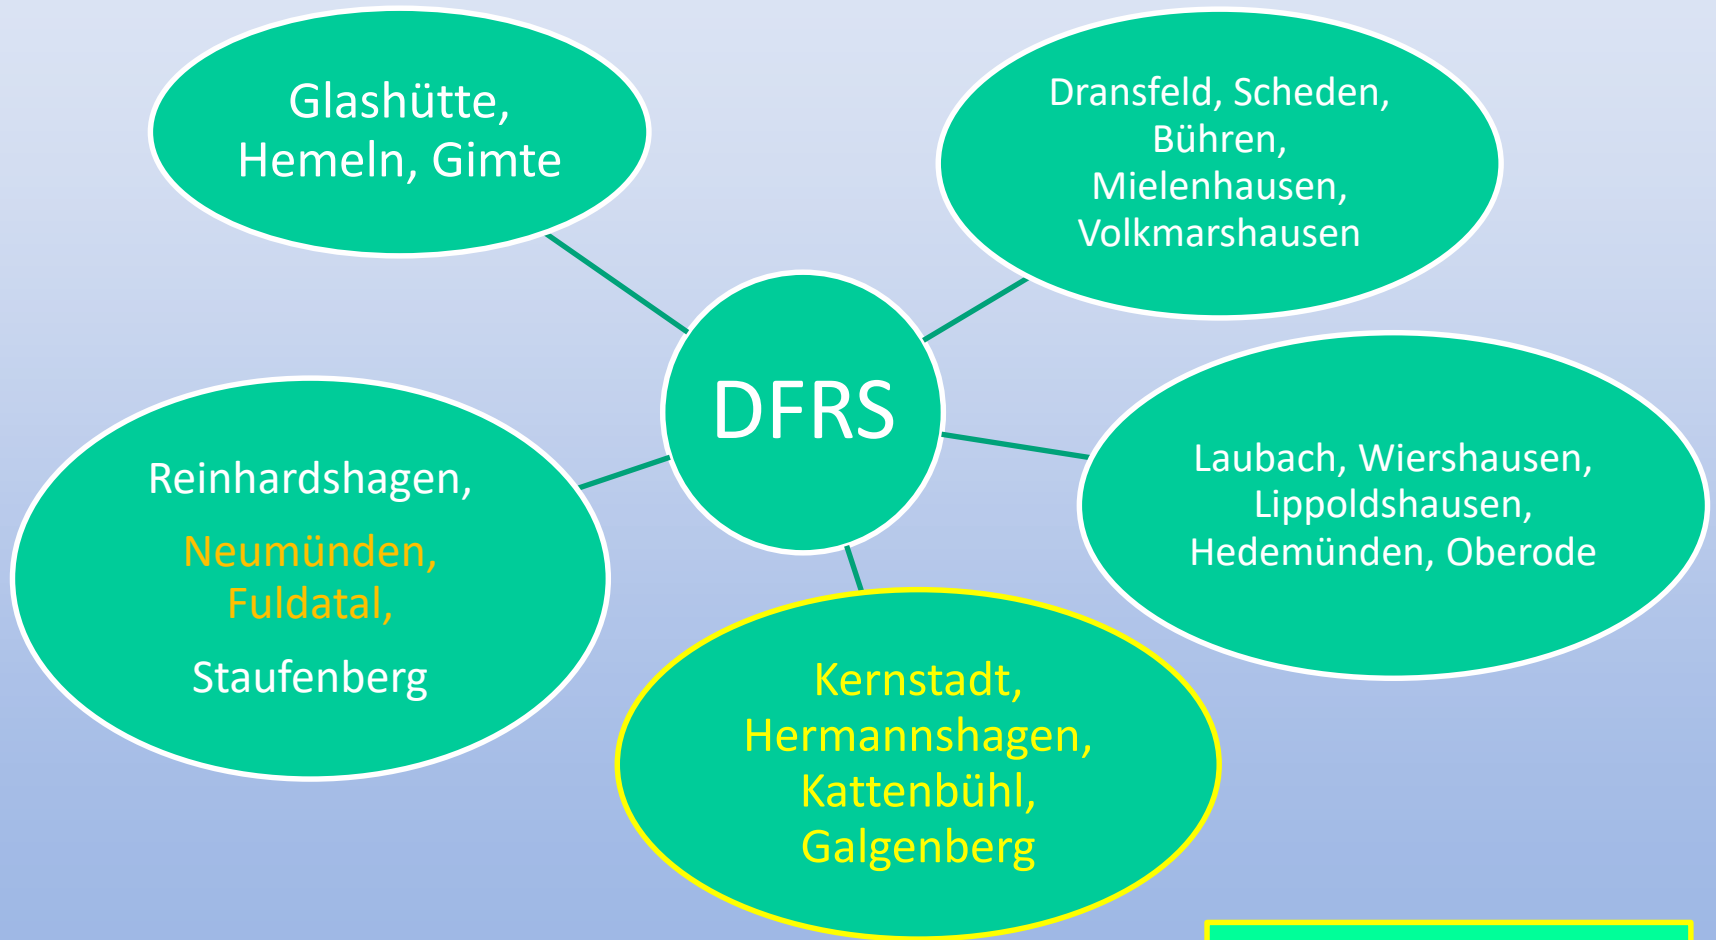 Glashütte,
Hemeln, Gimte
Dransfeld, Scheden,
Bühren,
Mielenhausen,
Volkmarshausen
DFRS
Reinhardshagen,
Neumünden,
Fuldatal,
Staufenberg
Laubach, Wiershausen,
Lippoldshausen,
Hedemünden, Oberode
Kernstadt,
Hermannshagen,
Kattenbühl,
Galgenberg